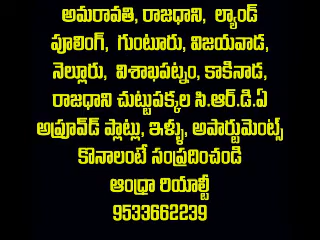 అమరావతి, రాజధాని, ల్యాండ్
పూలింగ్, గుంటూరు, విజయవాడ,
నెల్లూరు, విశాఖపట్నం, కాకినాడ,
రాజధాని చుట్టుపక్కల సి.ఆర్.డి.ఏ
అప్రూవ్‌డ్ ప్లాట్లు, ఇళ్ళు, అపార్టుమెంట్స్
కొనాలంటే సంప్రదించండి
ఆంధ్రా రియాల్టీ
9533662239